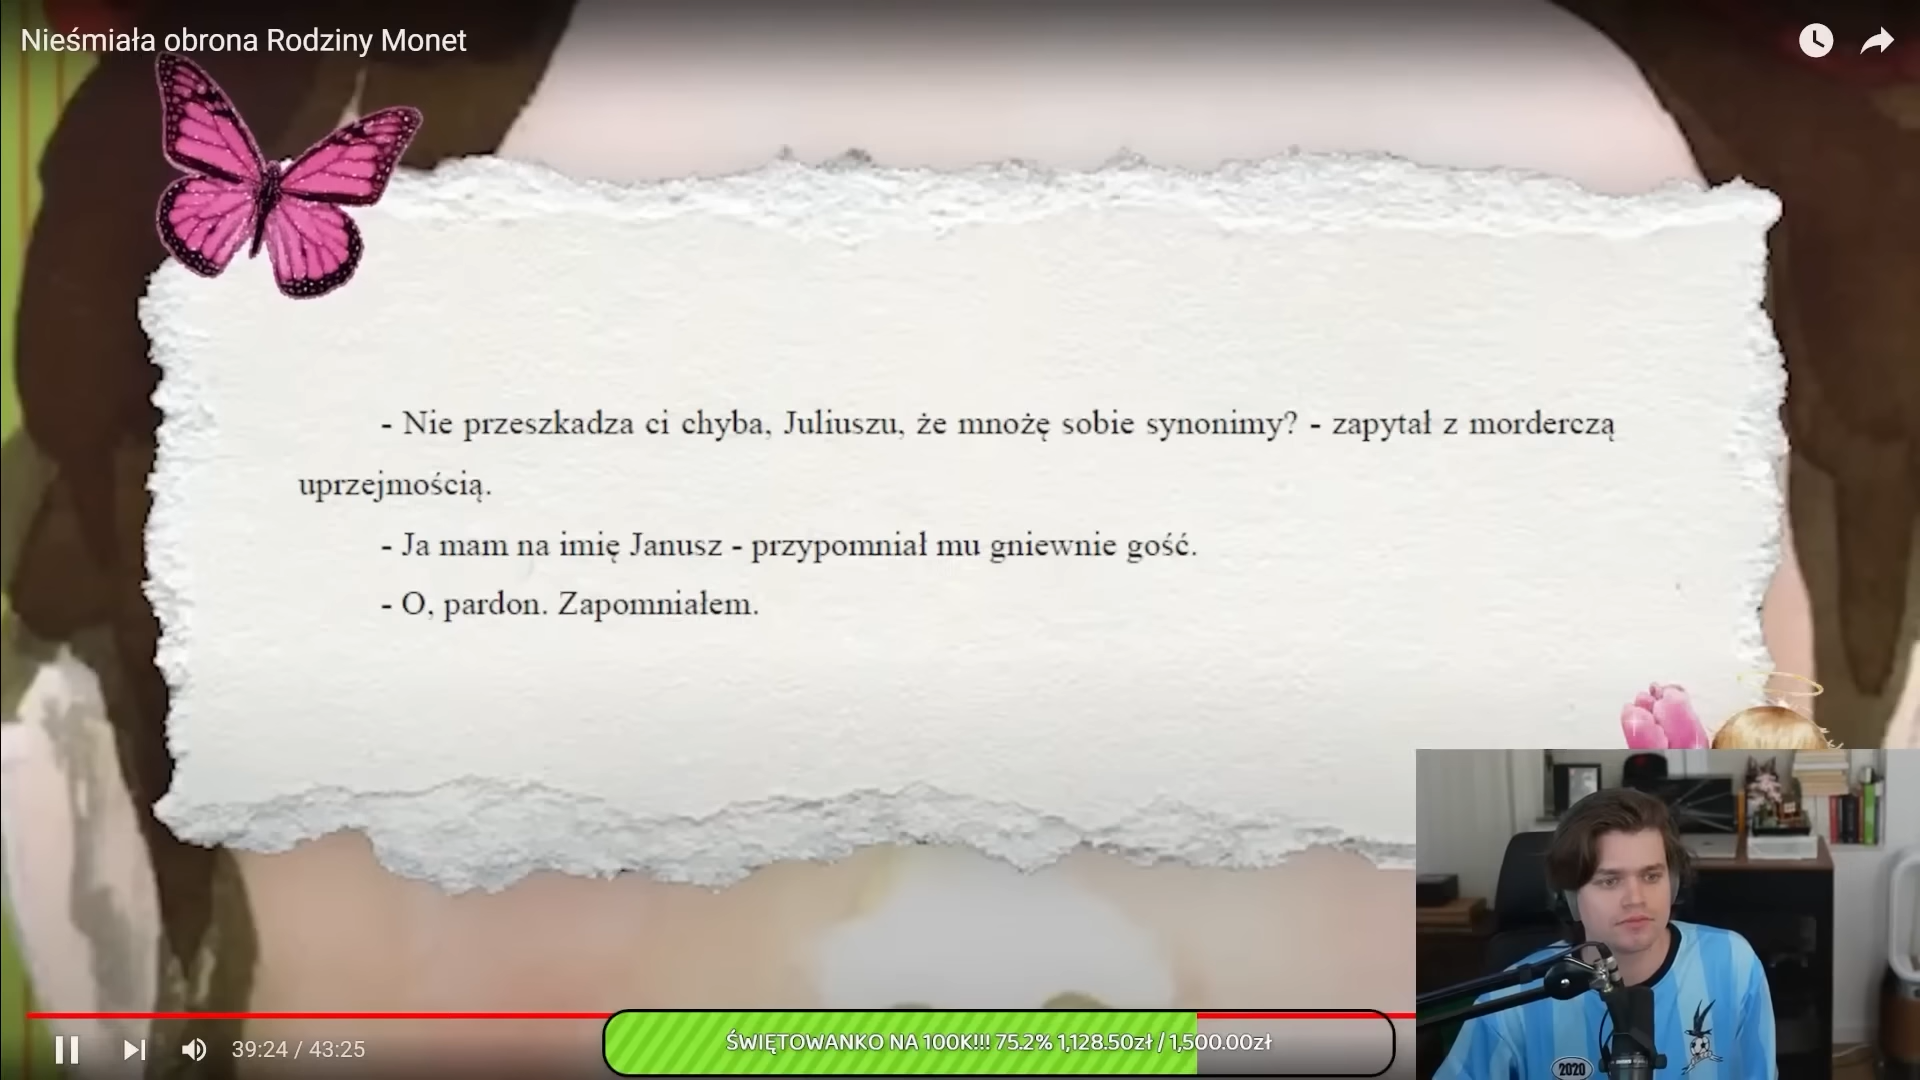 Nieśmiała obrona Rodziny Monet
- Nie przeszkadza ci chyba, Juliuszu, że mnożę sobie synonimy? - zapytał z morderczą
uprzejmością.
- Ja mam na imię Janusz - przypomniał mu gniewnie gość.
- O, pardon. Zapomniałem.
39:24 / 43:25
ŚWIĘTOWANKO NA 100K!!! 75.2% 1,128.50zł / 1,500.00zł
2020